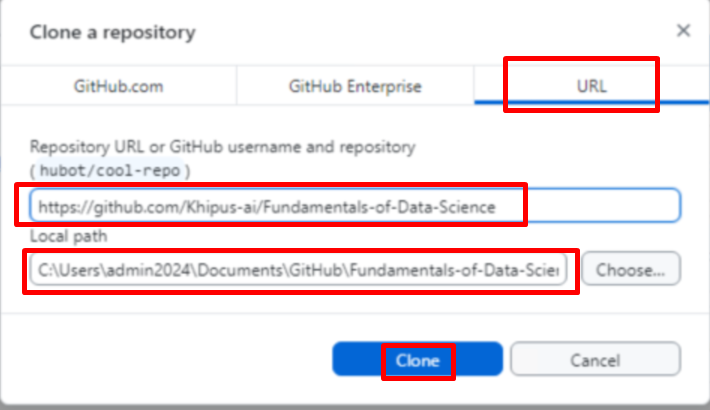 Clone a repository
GitHub.com
GitHub Enterprise
URL
Repository URL or GitHub username and repository
(hubot/cool-repo)
https://github.com/Khipus-ai/Fundamentals-of-Data-Science
Local path
C:\Users\admin2024\Documents\GitHub\Fundamentals-of-Data-Scien
Choose...
Clone
Cancel